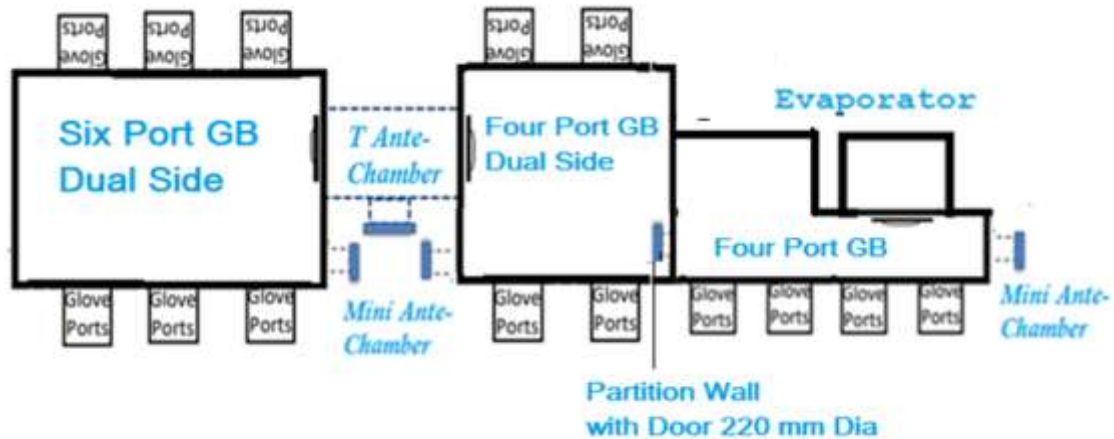 Glove Ports
Glove Ports
Glove Ports
Glove Ports
Glove Ports
Evaporator
Six Port GB
Dual Side
T Ante-
Chamber
Four Port GB
Dual Side
Four Port GB
Glove
Ports
Glove
Ports
Glove
Ports
Mini Ante-
Chamber
Glove
Ports
Glove
Ports
Glove
Ports
Glove
Ports
Glove
Ports
Glove
Ports
Mini Ante-
Chamber
Partition Wall
with Door 220 mm Dia